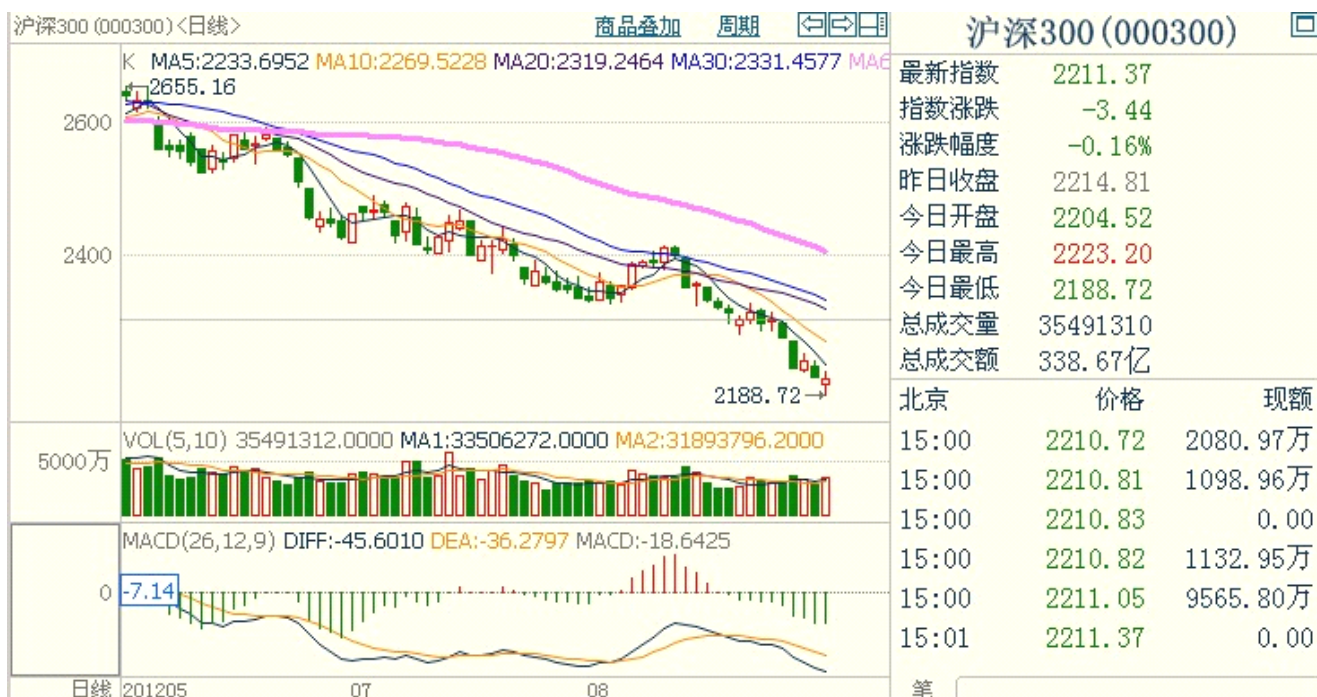 沪深300(000300)<日线>
商品叠加 周期
K MA5:2233.6952 MA10:2269.5228 MA20:2319.2464 MA30:2331.4577 MA6
2655.16
2600
2400
2188.72
VOL(5,10) 35491312.0000 MA1:33506272.0000 MA2:31893796.2000
5000万
MACD(26,12,9) DIFF:-45.6010 DEA:-36.2797 MACD:-18.6425
0
-7.14
日线 201205 07 08
沪深300(000300)
最新指数 2211.37
指数涨跌 -3.44
涨跌幅度 -0.16%
昨日收盘 2214.81
今日开盘 2204.52
今日最高 2223.20
今日最低 2188.72
总成交量 35491310
总成交额 338.67亿
北京 价格 现额
15:00 2210.72 2080.97万
15:00 2210.81 1098.96万
15:00 2210.83 0.00
15:00 2210.82 1132.95万
15:00 2211.05 9565.80万
15:01 2211.37 0.00
笔